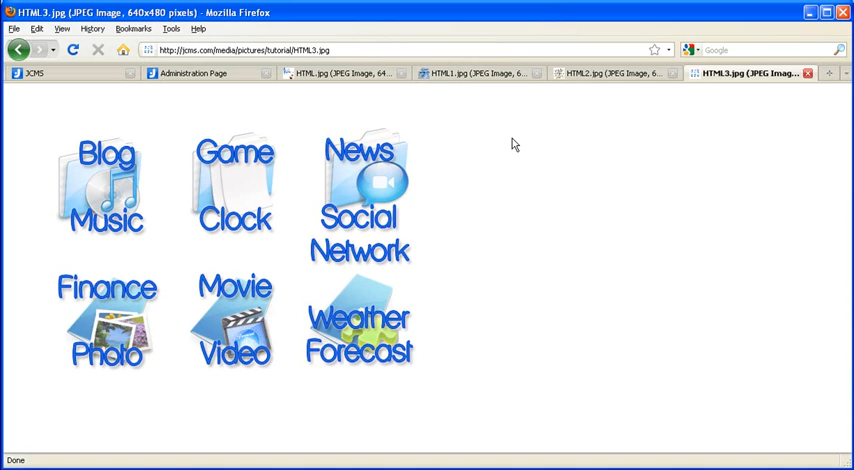 HTML3.jpg (JPEG Image, 640x480 pixels) - Mozilla Firefox
File Edit View History Bookmarks Tools Help
http://jcms.com/media/pictures/tutorial/HTML3.jpg
Google
JCMS
Administration Page
HTML.jpg (JPEG Image, 64...
HTML1.jpg (JPEG Image, 6...
HTML2.jpg (JPEG Image, 6...
HTML3.jpg (JPEG Imag...
Blog Game News
Music Clock Social
Network
Finance Movie
Weather
Photo Video Forecast
Done